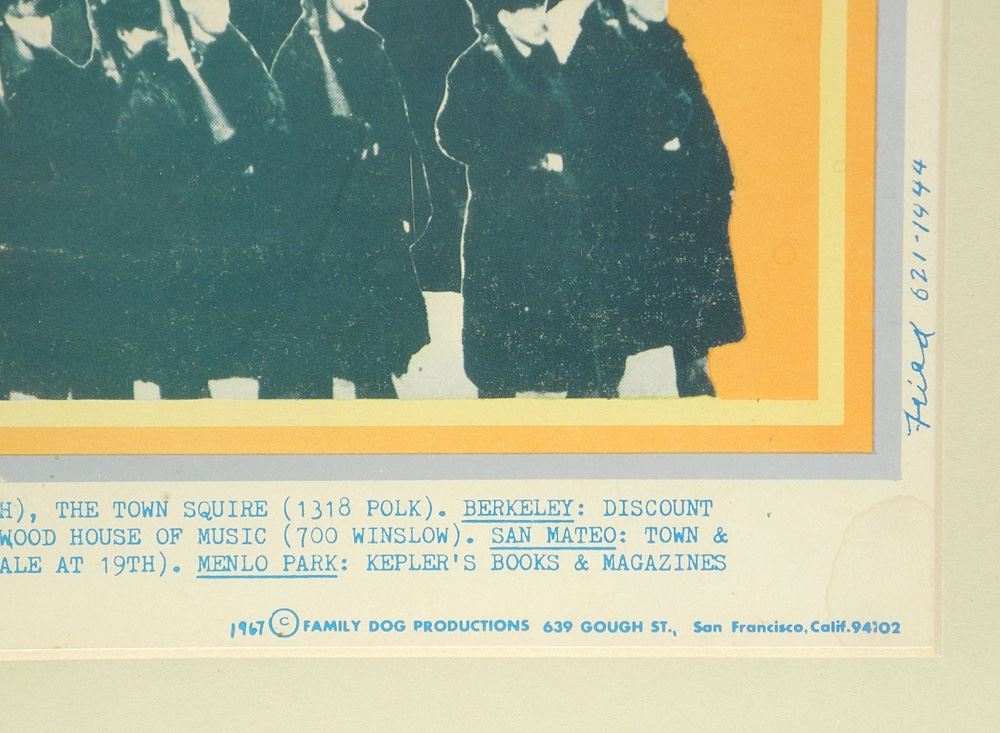 H), THE TOWN SQUIRE (1318 POLK). BERKELEY: DISCOUNT
WOOD HOUSE OF MUSIC (700 WINSLOW). SAN MATEO: TOWN &
ALE AT 19TH). MENLO PARK: KEPLER'S BOOKS & MAGAZINES
1967 © FAMILY DOG PRODUCTIONS 639 GOUGH ST., San Francisco, Calif. 94102
Fried 621-1444